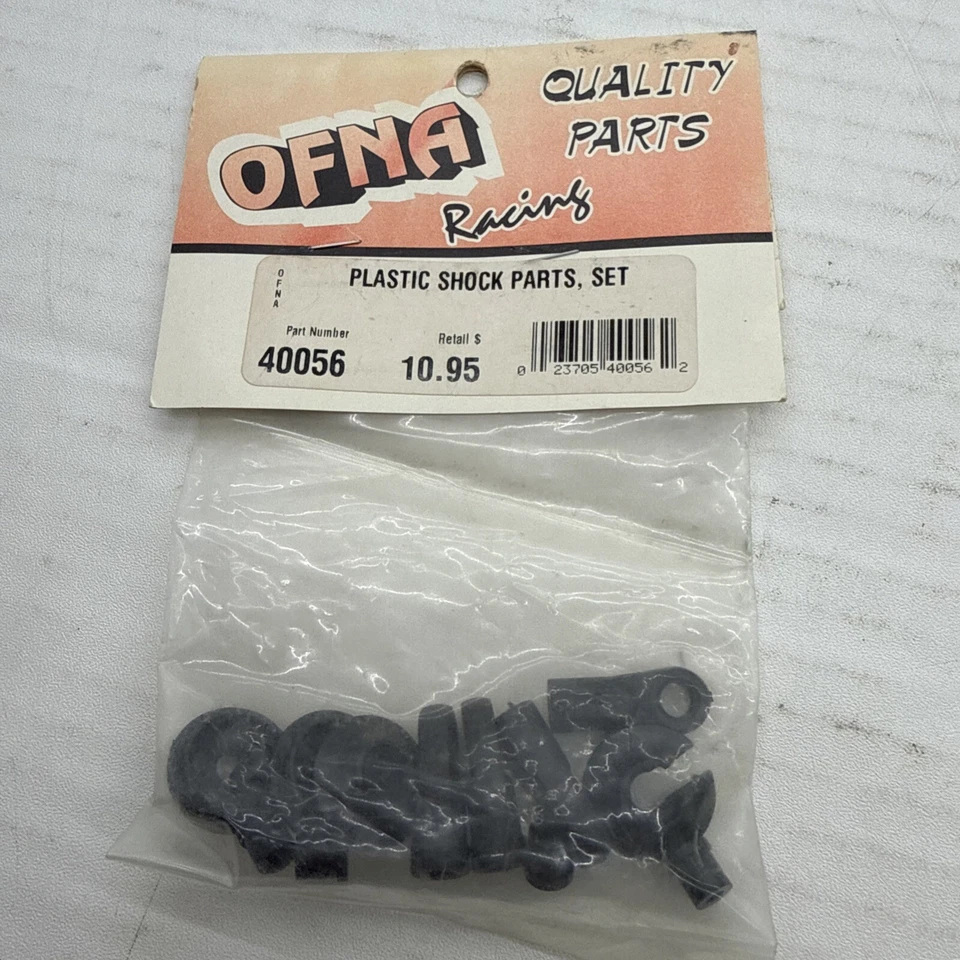 OFNA
Racing
QUALITY
PARTS
OFNA
PLASTIC SHOCK PARTS, SET
Part Number
40056
Retail $
10.95
0 23705 40056 2